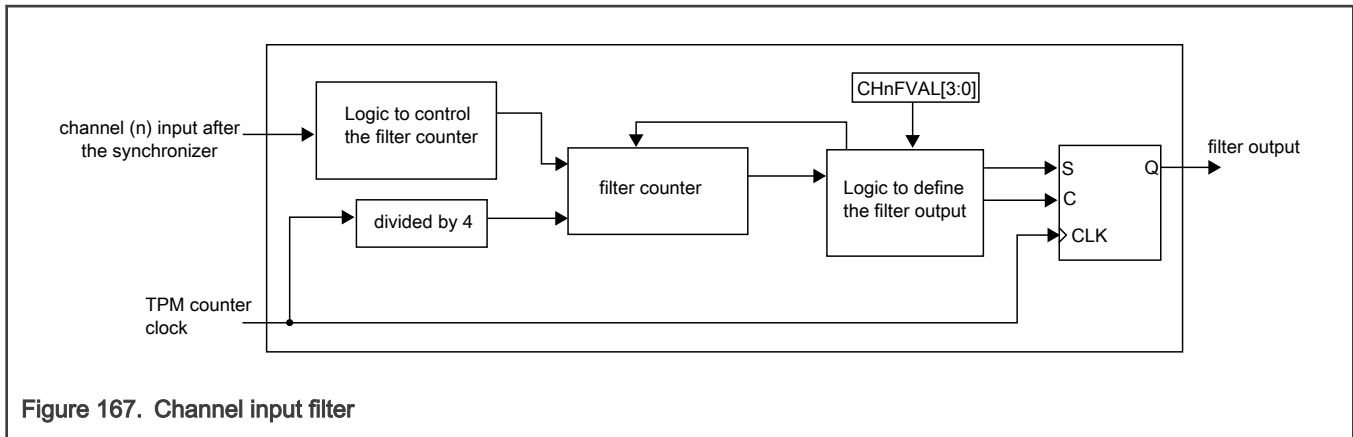 CHnFVAL[3:0]
Logic to control
the filter counter
channel (n) input after
the synchronizer
filter counter
Logic to define
the filter output
S
Q
C
CLK
filter output
divided by 4
TPM counter
clock
Figure 167. Channel input filter